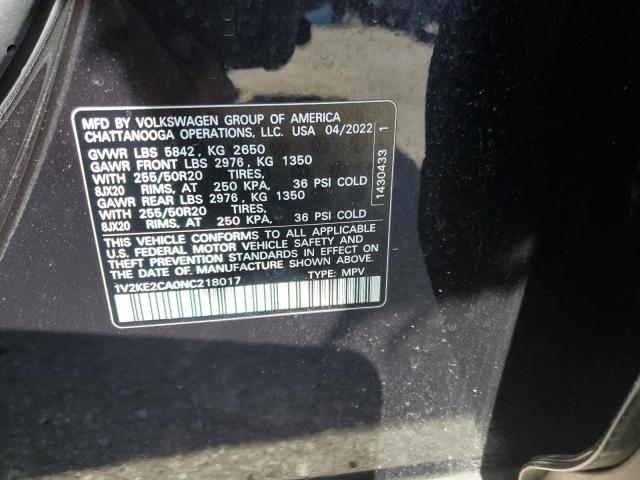 MFD BY VOLKSWAGEN GROUP OF AMERICA
CHATTANOOGA OPERATIONS, LLC. USA 04/2022
GVWR LBS 5842, KG 2650
GAWR FRONT LBS 2976, KG 1350
WITH 255/50R20 TIRES,
8JX20 RIMS, AT 250 KPA, 36 PSI COLD
GAWR REAR LBS 2976, KG 1350
WITH 255/50R20 TIRES,
8JX20 RIMS, AT 250 KPA, 36 PSI COLD
THIS VEHICLE CONFORMS TO ALL APPLICABLE
U.S. FEDERAL MOTOR VEHICLE SAFETY AND
THEFT PREVENTION STANDARDS IN EFFECT ON
THE DATE OF MANUFACTURE SHOWN ABOVE.
1V2KE2CA0NC218017 TYPE: MPV
1430433 1